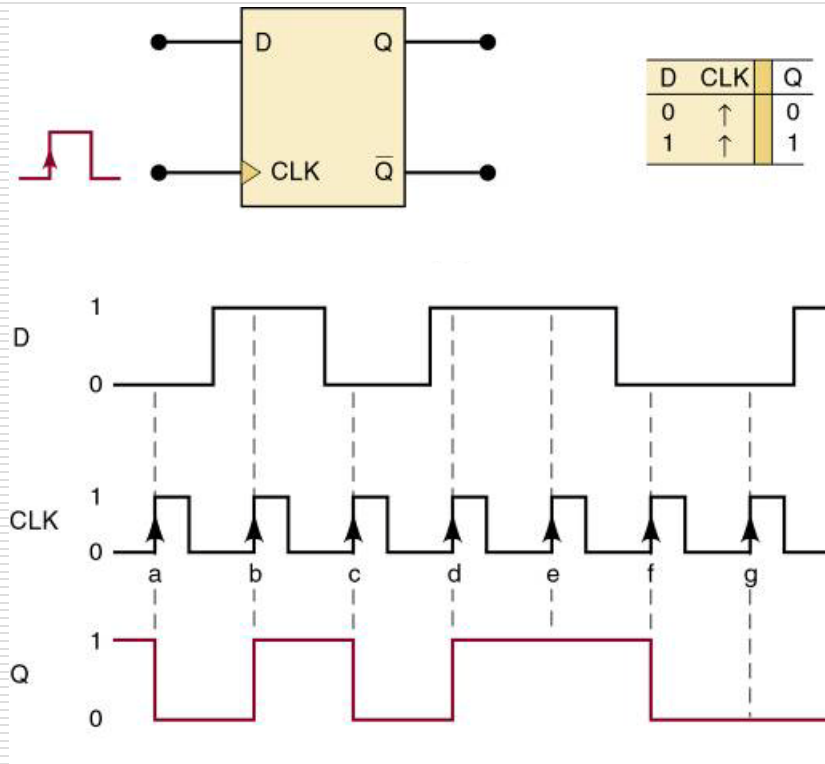 D Q
CLK Q̅
D CLK Q
0 ↑ 0
1 ↑ 1
1
D
0
1
CLK
0
a b c d e f g
1
Q
0